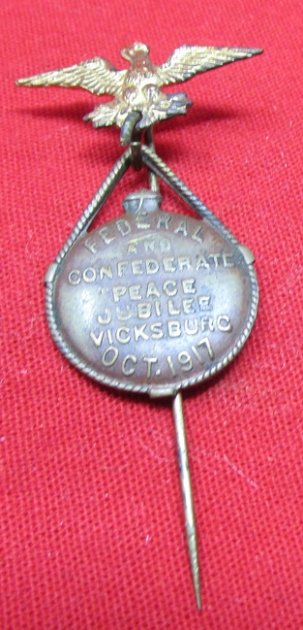 FEDERAL
AND
CONFEDERATE
PEACE
JUBILEE
VICKSBURG
OCT. 1917